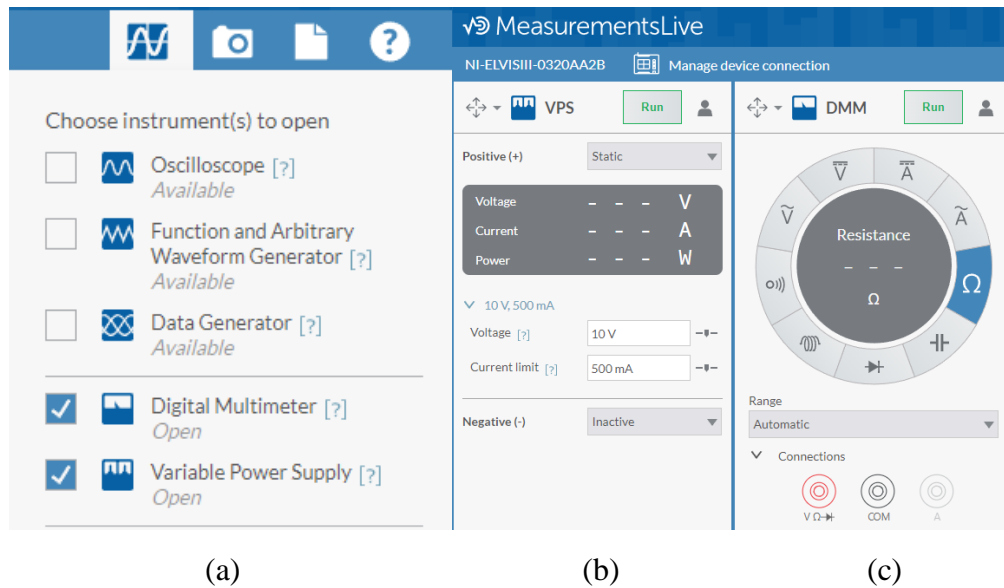 Choose instrument(s) to open
Oscilloscope [?]
Available
Function and Arbitrary
Waveform Generator [?]
Available
Data Generator [?]
Available
Digital Multimeter [?]
Open
Variable Power Supply [?]
Open
(a)
MeasurementsLive
NI-ELVISIII-0320AA2B Manage device connection
VPS Run
Positive (+) Static
Voltage - - - V
Current - - - A
Power - - - W
10 V, 500 mA
Voltage [?] 10 V
Current limit [?] 500 mA
Negative (-) Inactive
(b)
DMM Run
V A
V A
Resistance
- - -
Ω
Ω
Range
Automatic
Connections
V Ω COM A
(c)